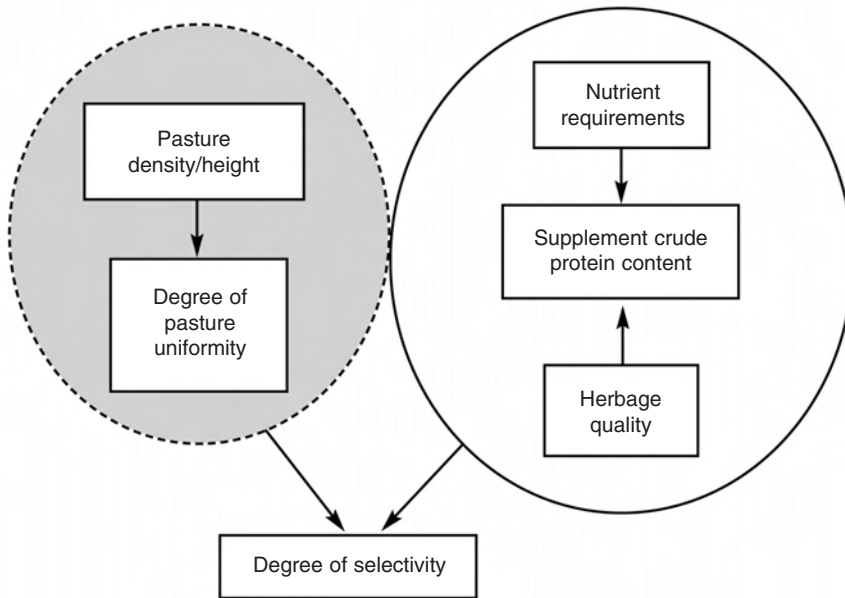 Pasture
density/height
Degree of
pasture
uniformity
Nutrient
requirements
Supplement crude
protein content
Herbage
quality
Degree of selectivity